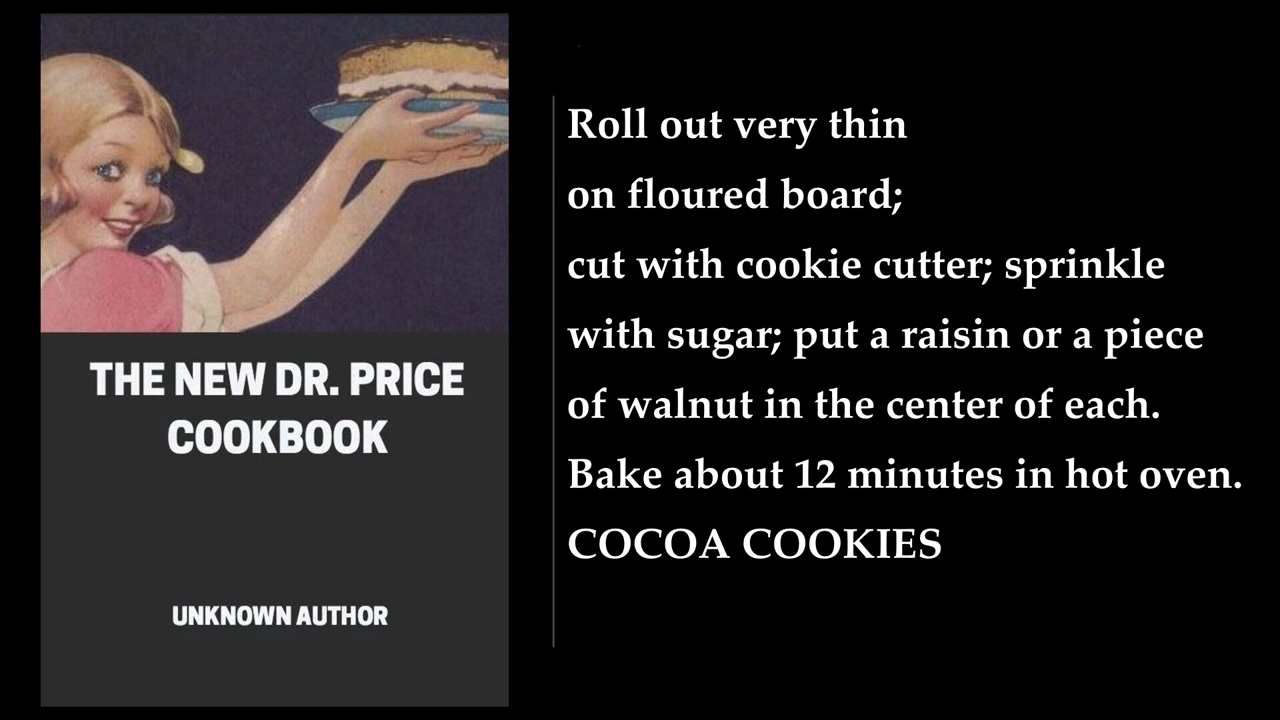 THE NEW DR. PRICE
COOKBOOK
UNKNOWN AUTHOR
Roll out very thin
on floured board;
cut with cookie cutter; sprinkle
with sugar; put a raisin or a piece
of walnut in the center of each.
Bake about 12 minutes in hot oven.
COCOA COOKIES